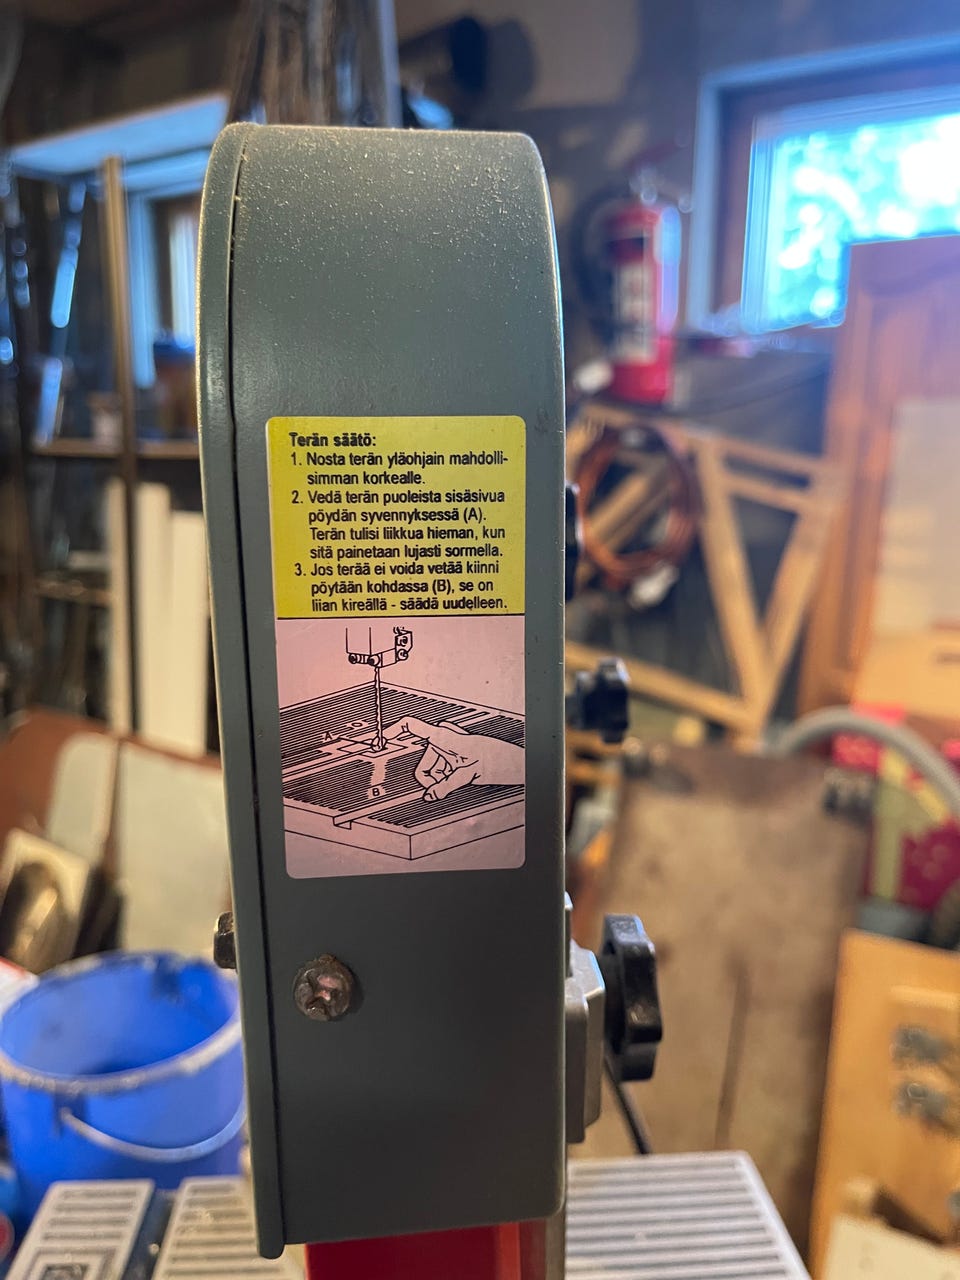 Terän säätö:
1. Nosta terän yläohjain mahdolli-
simman korkealle.
2. Vedä terän puoleista sisäsivua
pöydän syvennyksessä (A).
Terän tulisi liikkua hieman, kun
sitä painetaan lujasti sormella.
3. Jos terää ei voida vetää kiinni
pöytään kohdassa (B), se on
liian kireällä - säädä uudelleen.
A
B